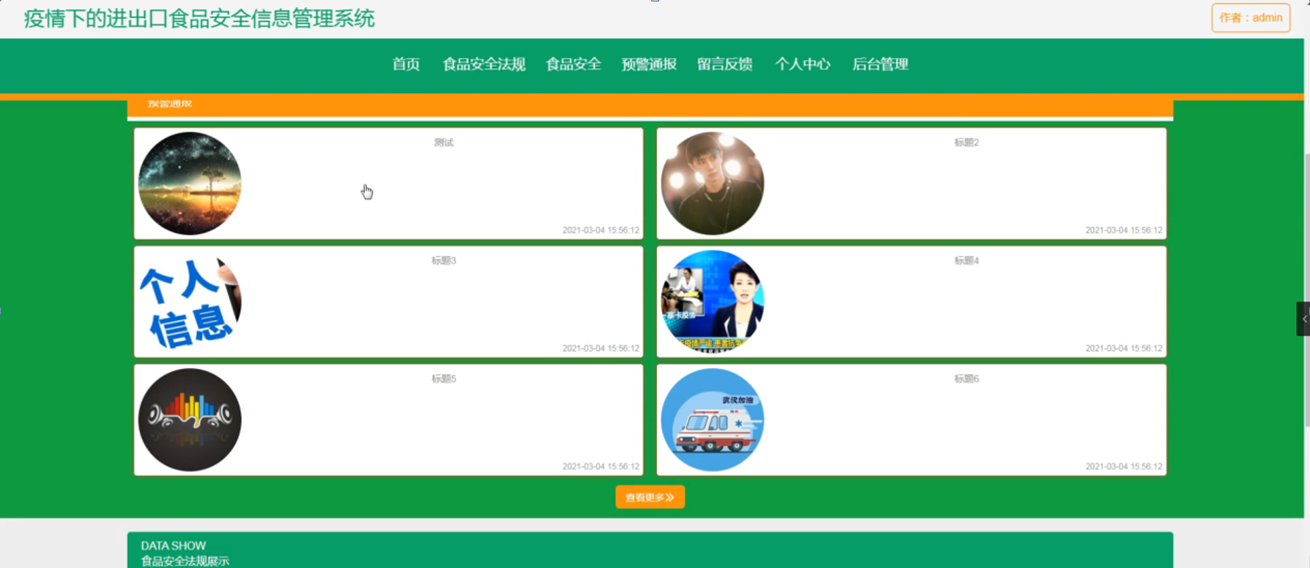 疫情下的进出口食品安全信息管理系统
作者：admin
首页 食品安全法规 食品安全 预警通报 留言反馈 个人中心 后台管理
预警通报
测试
2021-03-04 15:56:12
标题2
2021-03-04 15:56:12
个人
信息
标题3
2021-03-04 15:56:12
标题4
2021-03-04 15:56:12
标题5
2021-03-04 15:56:12
武汉加油
标题6
2021-03-04 15:56:12
查看更多
DATA SHOW
食品安全法规展示